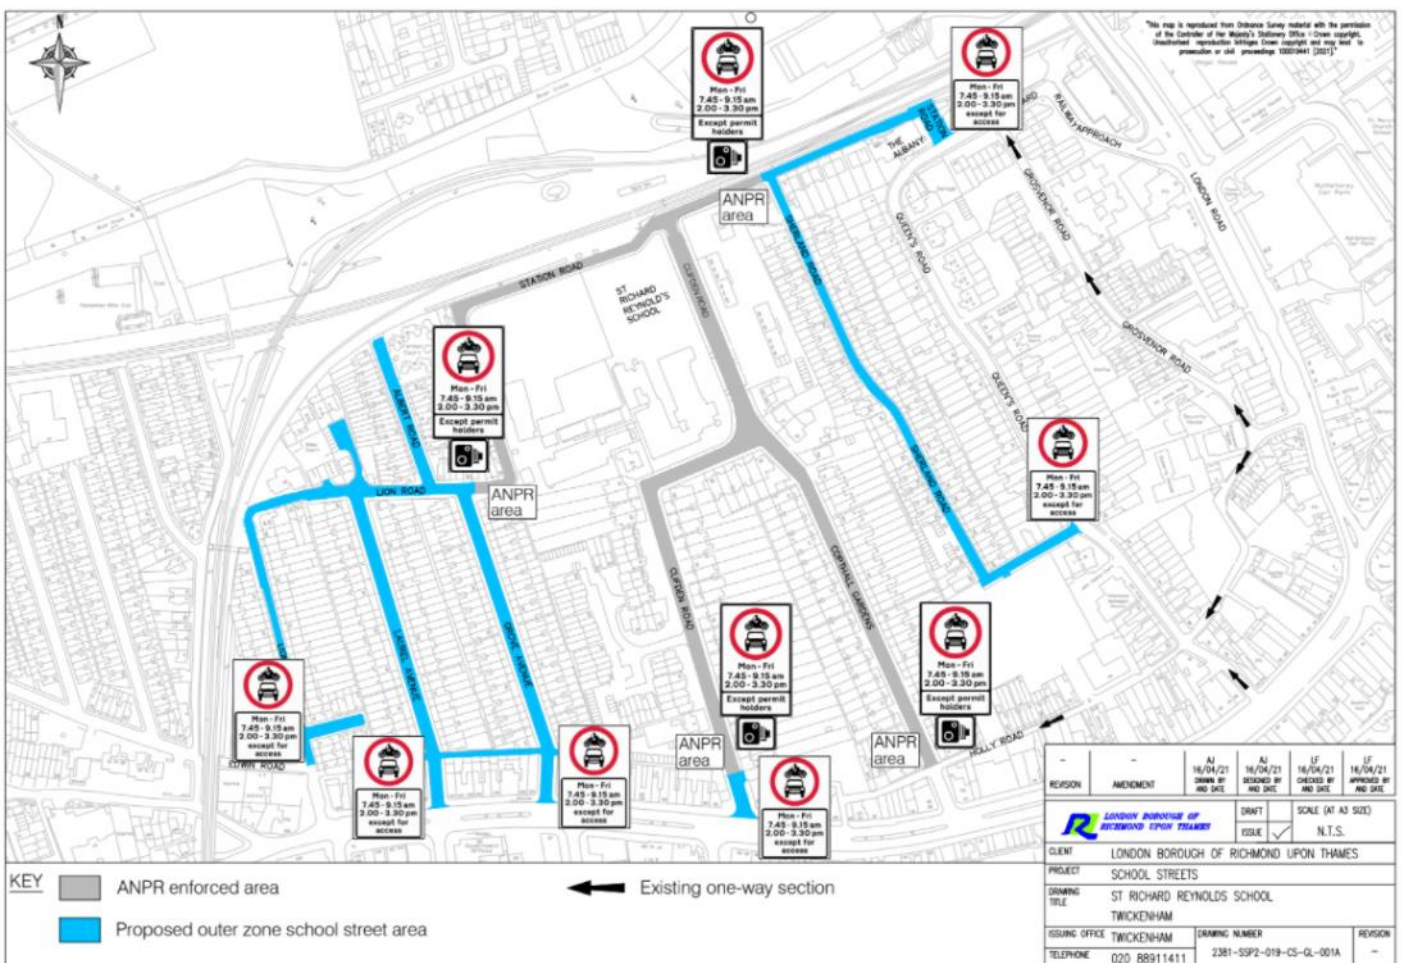 N
"This map is reproduced from Ordnance Survey material with the permission
of the Controller of Her Majesty's Stationery Office © Crown copyright.
Unauthorised reproduction infringes Crown copyright and may lead to
prosecution or civil proceedings 100019441 [2021]."
Mon - Fri
7.45 - 9.15 am
2.00 - 3.30 pm
Except permit
holders
Mon - Fri
7.45 - 9.15 am
2.00 - 3.30 pm
except for
access
STATION
ROAD
THE
ALBANY
RAILWAY APPROACH
LONDON ROAD
GROSVENOR ROAD
GROSVENOR ROAD
QUEEN'S ROAD
QUEEN'S ROAD
ANPR
area
SHERLAND ROAD
SHERLAND ROAD
STATION ROAD
ST
RICHARD
REYNOLD'S
SCHOOL
CLIFDEN ROAD
Mon - Fri
7.45 - 9.15 am
2.00 - 3.30 pm
Except permit
holders
ALBERT ROAD
LION ROAD
ANPR
area
Mon - Fri
7.45 - 9.15 am
2.00 - 3.30 pm
except for
access
CLIFDEN ROAD
COPTHALL GARDENS
LAUREL AVENUE
GROVE AVENUE
Mon - Fri
7.45 - 9.15 am
2.00 - 3.30 pm
except for
access
EDWIN ROAD
Mon - Fri
7.45 - 9.15 am
2.00 - 3.30 pm
except for
access
Mon - Fri
7.45 - 9.15 am
2.00 - 3.30 pm
except for
access
ANPR
area
Mon - Fri
7.45 - 9.15 am
2.00 - 3.30 pm
Except permit
holders
Mon - Fri
7.45 - 9.15 am
2.00 - 3.30 pm
except for
access
ANPR
area
Mon - Fri
7.45 - 9.15 am
2.00 - 3.30 pm
Except permit
holders
HOLLY ROAD
KEY
ANPR enforced area
Existing one-way section
Proposed outer zone school street area
- - AJ AJ LF LF
16/04/21 16/04/21 16/04/21 16/04/21
REVISION AMENDMENT DRAWN BY AND DATE DESIGNED BY AND DATE CHECKED BY AND DATE APPROVED BY AND DATE
LONDON BOROUGH OF
RICHMOND UPON THAMES
DRAFT SCALE (AT A3 SIZE)
ISSUE ✓ N.T.S.
CLIENT LONDON BOROUGH OF RICHMOND UPON THAMES
PROJECT SCHOOL STREETS
DRAWING TITLE ST RICHARD REYNOLDS SCHOOL
TWICKENHAM
ISSUING OFFICE TWICKENHAM DRAWING NUMBER REVISION
TELEPHONE 020 88911411 2381-SSP2-019-CS-GL-001A -